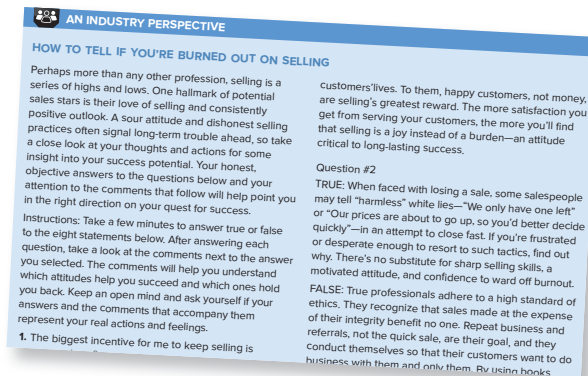 AN INDUSTRY PERSPECTIVE
HOW TO TELL IF YOU'RE BURNED OUT ON SELLING
Perhaps more than any other profession, selling is a
series of highs and lows. One hallmark of potential
sales stars is their love of selling and consistently
positive outlook. A sour attitude and dishonest selling
practices often signal long-term trouble ahead, so take
a close look at your thoughts and actions for some
insight into your success potential. Your honest,
objective answers to the questions below and your
attention to the comments that follow will help point you
in the right direction on your quest for success.
Instructions: Take a few minutes to answer true or false
to the eight statements below. After answering each
question, take a look at the comments next to the answer
you selected. The comments will help you understand
which attitudes help you succeed and which ones hold
you back. Keep an open mind and ask yourself if your
answers and the comments that accompany them
represent your real actions and feelings.
1. The biggest incentive for me to keep selling is
customers'lives. To them, happy customers, not money,
are selling's greatest reward. The more satisfaction you
get from serving your customers, the more you'll find
that selling is a joy instead of a burden—an attitude
critical to long-lasting success.
Question #2
TRUE: When faced with losing a sale, some salespeople
may tell "harmless" white lies—"We only have one left"
or "Our prices are about to go up, so you'd better decide
quickly"—in an attempt to close fast. If you're frustrated
or desperate enough to resort to such tactics, find out
why. There's no substitute for sharp selling skills, a
motivated attitude, and confidence to ward off burnout.
FALSE: True professionals adhere to a high standard of
ethics. They recognize that sales made at the expense
of their integrity benefit no one. Repeat business and
referrals, not the quick sale, are their goal, and they
conduct themselves so that their customers want to do
business with them and only them. By using books